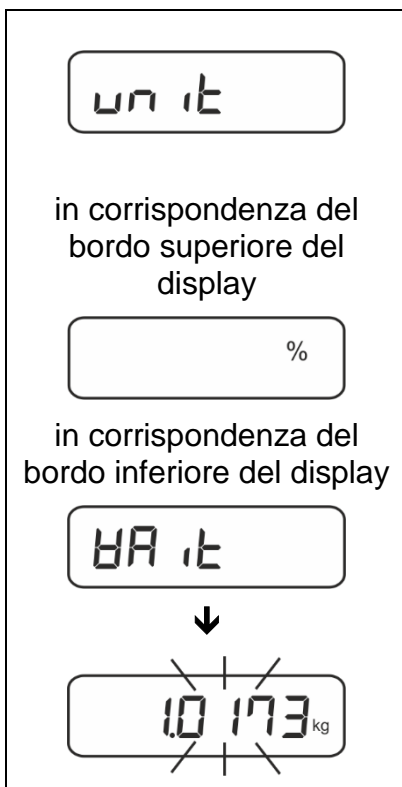 unit
in corrispondenza del
bordo superiore del
display
%
in corrispondenza del
bordo inferiore del display
WAit
↓
1.0173 kg